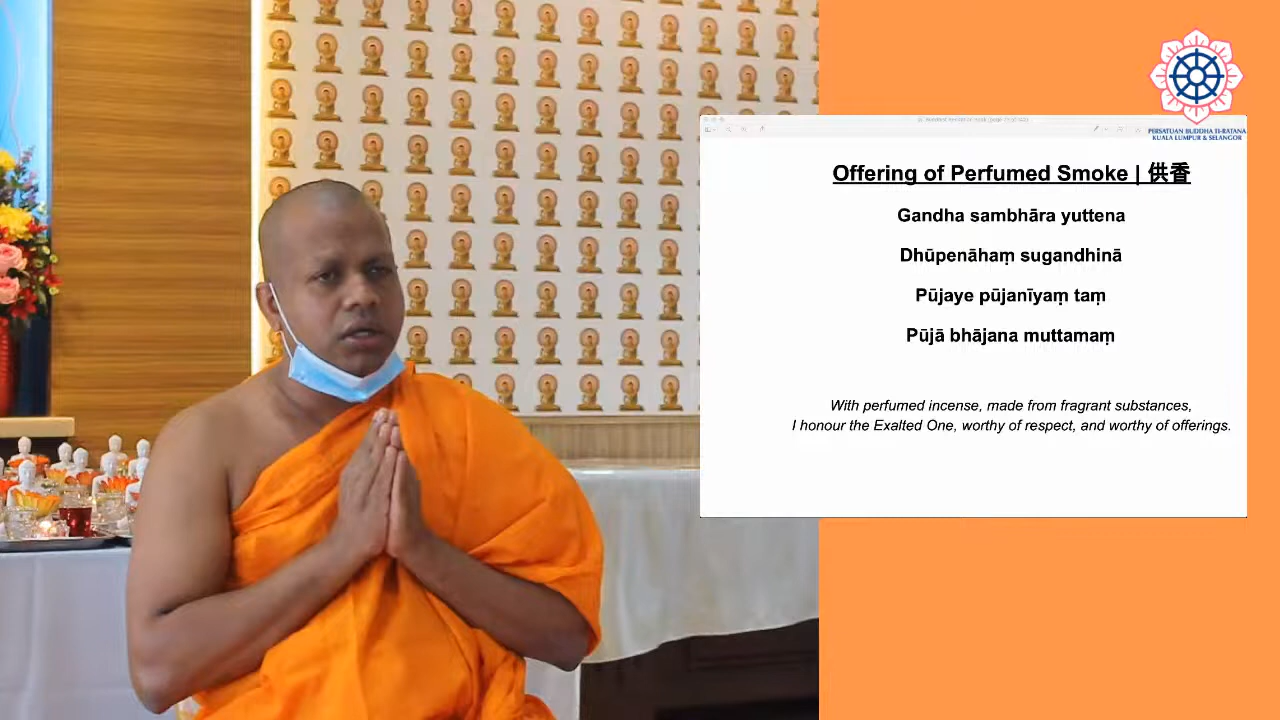 PERSATUAN BUDDHA TI-RATANA
KUALA LUMPUR & SELANGOR
Offering of Perfumed Smoke | 供香
Gandha sambhāra yuttena
Dhūpenāhaṃ sugandhinā
Pūjaye pūjanīyaṃ taṃ
Pūjā bhājana muttamaṃ
With perfumed incense, made from fragrant substances,
I honour the Exalted One, worthy of respect, and worthy of offerings.